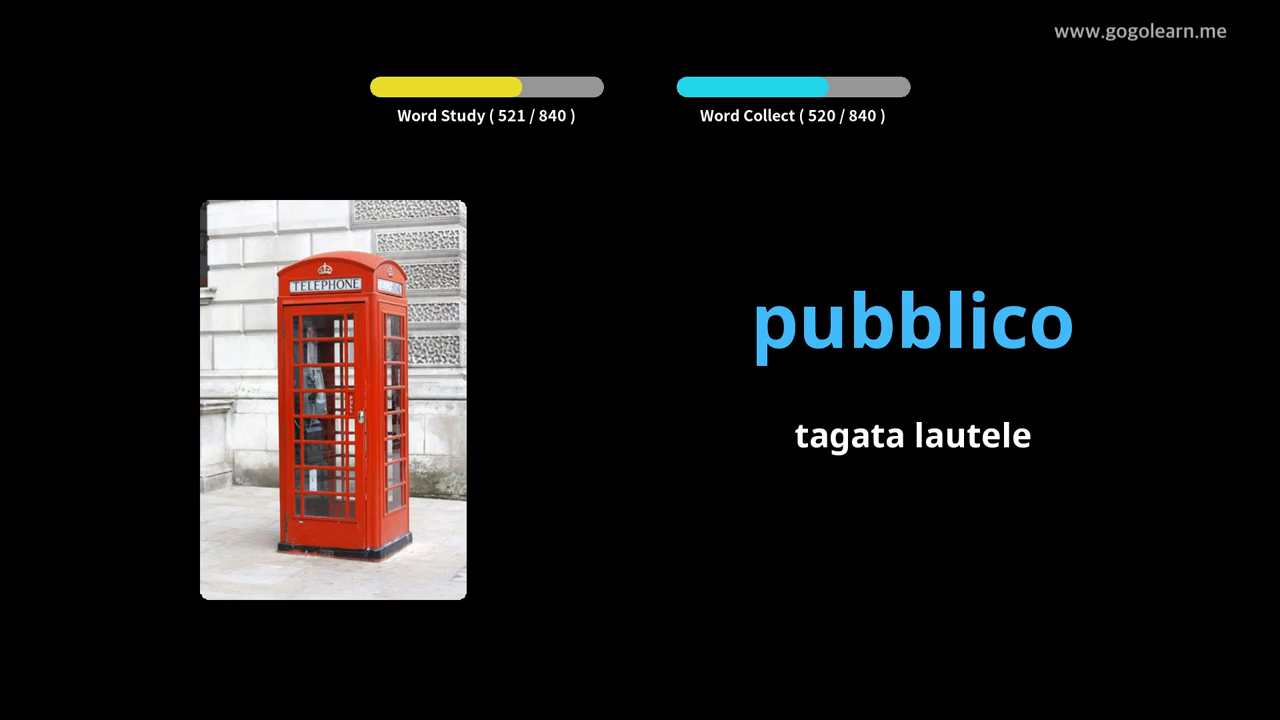 www.gogolearn.me
Word Study ( 521 / 840 )
Word Collect ( 520 / 840 )
TELEPHONE
pubblico
tagata lautele